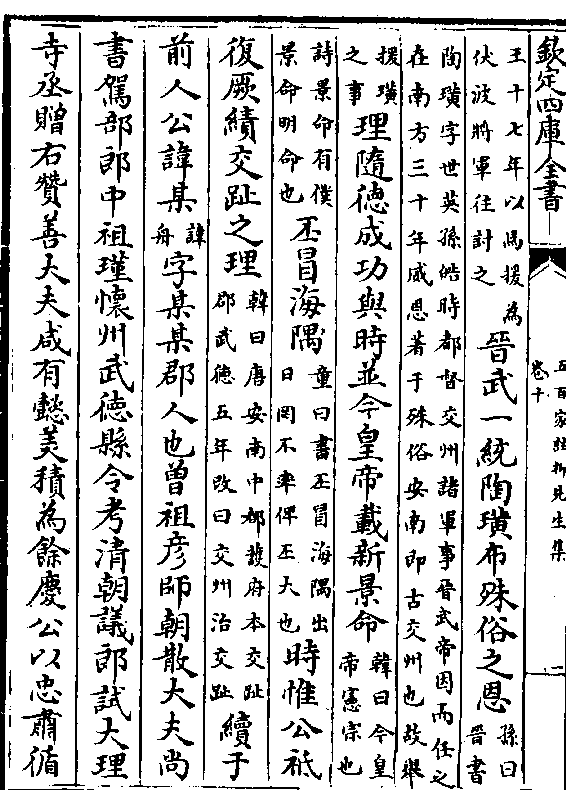 欽定四庫全書
五百家註柳先生集
卷十
二
王十七年以馬援為
伏波將軍往討之
晉武一統陶璜布殊俗之恩
孫曰
晉書
陶璜字世英孫皓時都督交州諸軍事晉武帝因而任之
在南方三十年威恩著于殊俗安南即古交州也故舉
援璜
之事
理隨德成功與時並今皇帝載新景命
韓曰今皇
帝憲宗也
詩景命有僕
景命明命也
丕冒海隅
童曰書丕冒海隅出
日罔不率俾丕大也
時惟公祗
復厥績交趾之理
韓曰唐安南中都護府本交趾
郡武德五年改曰交州治交趾
續于
前人公諱某
諱
舟
字某某郡人也曾祖彦師朝散大夫尚
書駕部郎中祖瑾懷州武德縣令考清朝議郎試大理
寺丞贈右贊善大夫咸有懿美積為餘慶公以忠肅循